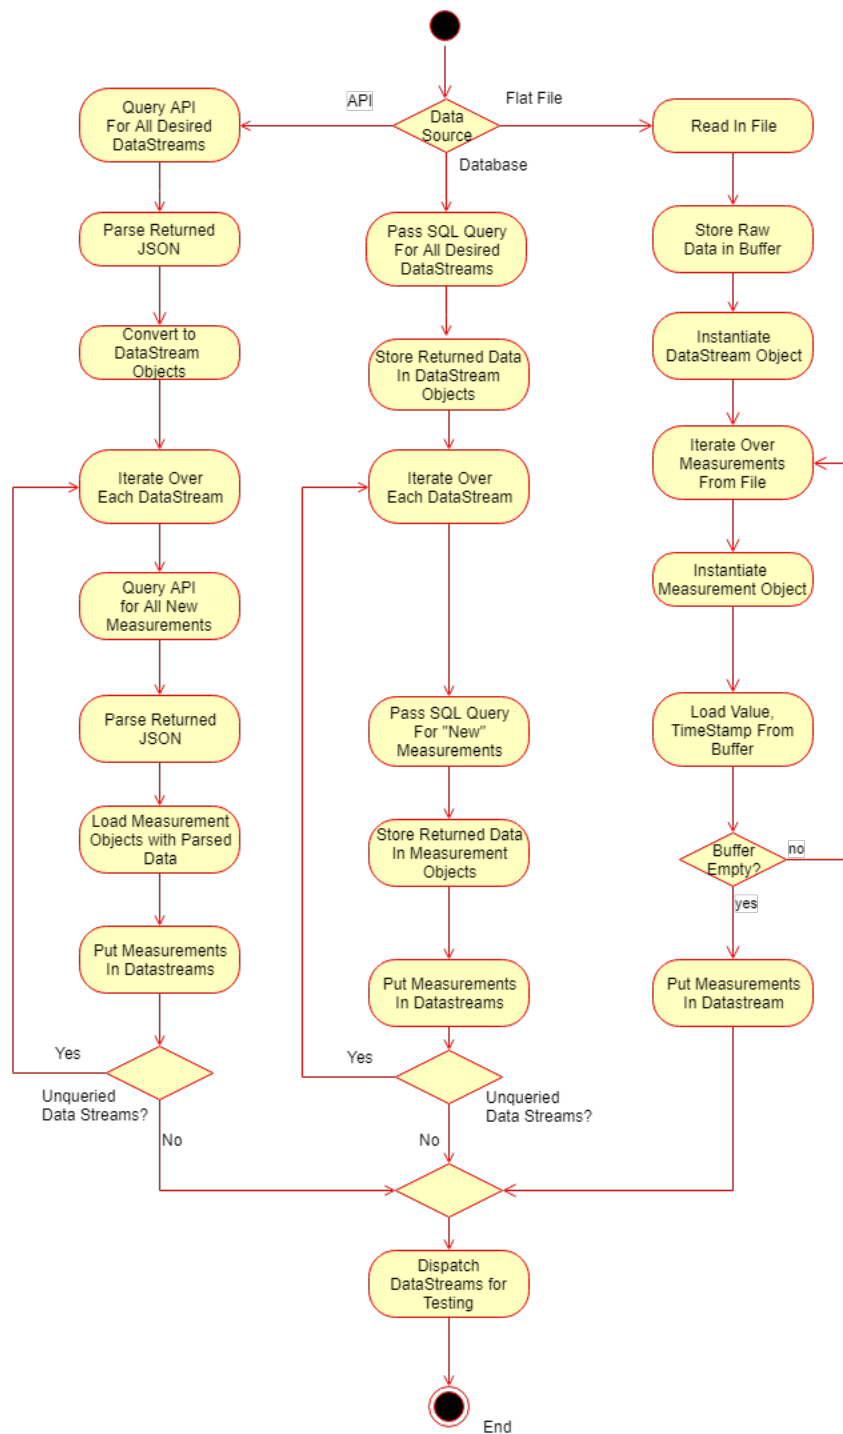 API
Flat File
Data
Source
Database
Query API
For All Desired
DataStreams
Parse Returned
JSON
Convert to
DataStream
Objects
Iterate Over
Each DataStream
Query API
for All New
Measurements
Parse Returned
JSON
Load Measurement
Objects with Parsed
Data
Put Measurements
In Datastreams
Yes
Unqueried
Data Streams?
No
Pass SQL Query
For All Desired
DataStreams
Store Returned Data
In DataStream
Objects
Iterate Over
Each DataStream
Pass SQL Query
For "New"
Measurements
Store Returned Data
In Measurement
Objects
Put Measurements
In Datastreams
Yes
Unqueried
Data Streams?
No
Read In File
Store Raw
Data in Buffer
Instantiate
DataStream Object
Iterate Over
Measurements
From File
Instantiate
Measurement Object
Load Value,
TimeStamp From
Buffer
Buffer
Empty?
no
yes
Put Measurements
In Datastream
Dispatch
DataStreams for
Testing
End